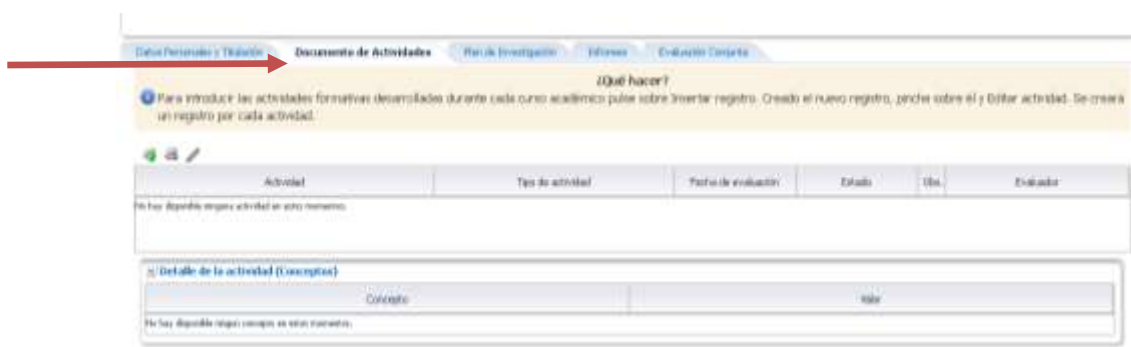 Datos Personales y Titulación Documento de Actividades Plan de Investigación Informes Evaluación Conjunta
¿Qué hacer?
Para introducir las actividades formativas desarrolladas durante cada curso académico pulse sobre Insertar registro. Creado el nuevo registro, pinche sobre él y Editar actividad. Se creará
un registro por cada actividad.
Actividad Tipo de actividad Fecha de evaluación Estado Obs. Evaluador
No hay disponible ninguna actividad en estos momentos.
Detalle de la actividad (Conceptos)
Concepto Valor
No hay disponible ningún concepto en estos momentos.